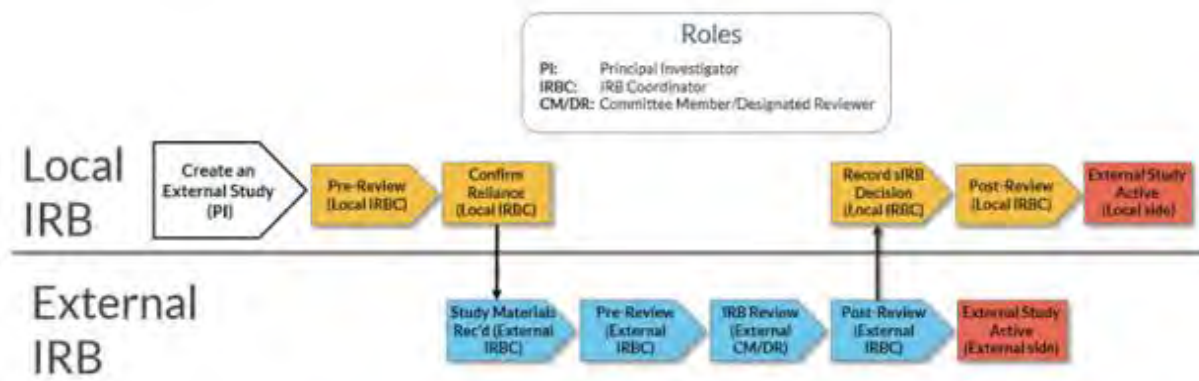 Roles
PI: Principal Investigator
IRBC: IRB Coordinator
CM/DR: Committee Member/Designated Reviewer
Local
IRB
Create an
External Study
(PI)
Pre-Review
(Local IRBC)
Confirm
Reliance
(Local IRBC)
Record sIRB
Decision
(Local IRBC)
Post-Review
(Local IRBC)
External Study
Active
(Local side)
External
IRB
Study Materials
Rec'd (External
IRBC)
Pre-Review
(External
IRBC)
IRB Review
(External
CM/DR)
Post-Review
(External
IRBC)
External Study
Active
(External side)